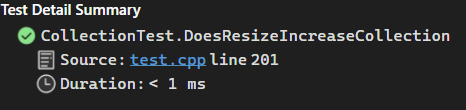 Test Detail Summary
CollectionTest.DoesResizeIncreaseCollection
Source: test.cpp line 201
Duration: < 1 ms